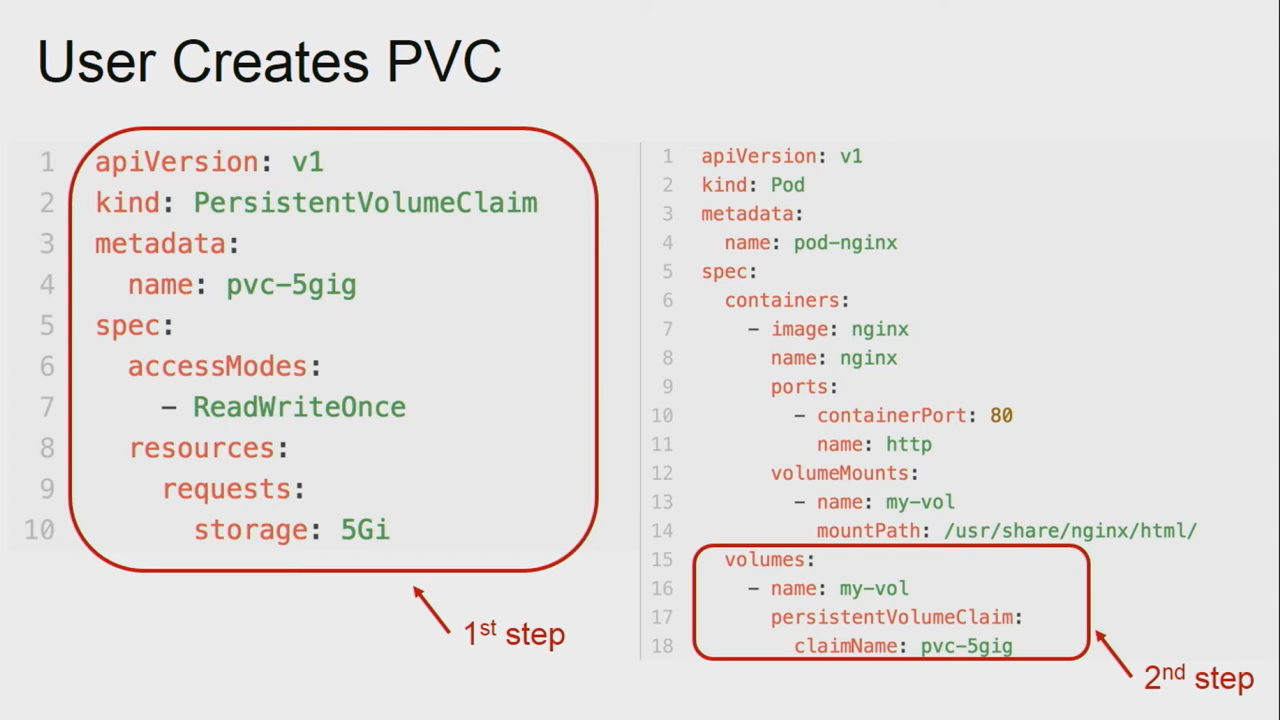 User Creates PVC
1 apiVersion: v1
2 kind: PersistentVolumeClaim
3 metadata:
4   name: pvc-5gig
5 spec:
6   accessModes:
7     - ReadWriteOnce
8   resources:
9     requests:
10       storage: 5Gi
1st step
1 apiVersion: v1
2 kind: Pod
3 metadata:
4   name: pod-nginx
5 spec:
6   containers:
7     - image: nginx
8       name: nginx
9       ports:
10         - containerPort: 80
11           name: http
12       volumeMounts:
13         - name: my-vol
14           mountPath: /usr/share/nginx/html/
15   volumes:
16     - name: my-vol
17       persistentVolumeClaim:
18         claimName: pvc-5gig
2nd step